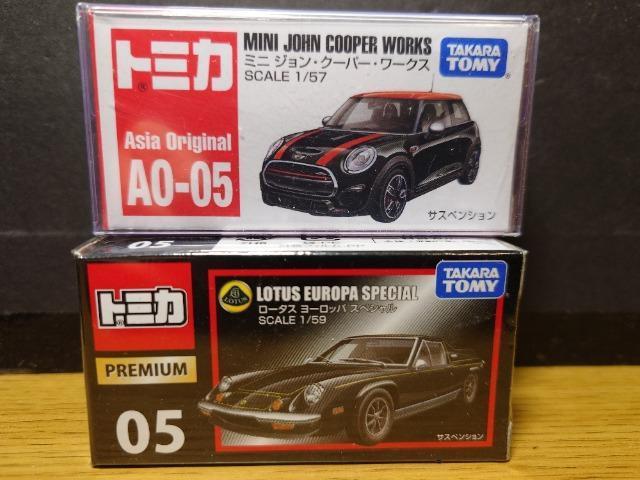 トミカ
MINI JOHN COOPER WORKS
ミニ ジョン・クーパー・ワークス
SCALE 1/57
TAKARA
TOMY
Asia Original
AO-05
サスペンション
05
トミカ
LOTUS
LOTUS EUROPA SPECIAL
ロータス ヨーロッパ スペシャル
SCALE 1/59
TAKARA
TOMY
PREMIUM
05
サスペンション